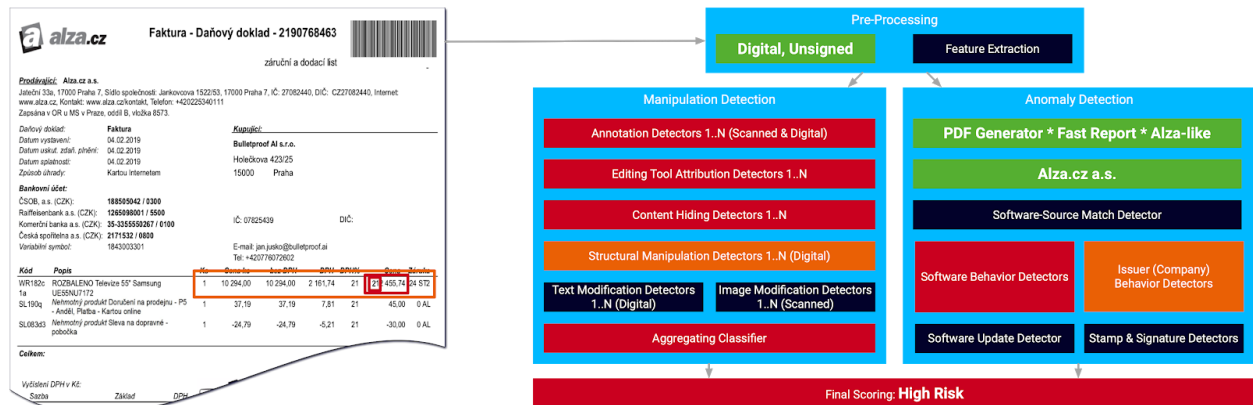 alza.cz
Faktura - Daňový doklad - 2190768463
záruční a dodací list
Prodávající: Alza.cz a.s.
Jateční 33a, 17000 Praha 7, Sídlo společnosti: Jankovcova 1522/53, 17000 Praha 7, IČ: 27082440, DIČ: CZ27082440, Internet:
www.alza.cz, Kontakt: www.alza.cz/kontakt, Telefon: +420225340111
Zapsána v OR u MS v Praze, oddíl B, vložka 8573.
Daňový doklad: Faktura
Datum vystavení: 04.02.2019
Datum uskut. zdaň. plnění: 04.02.2019
Datum splatnosti: 04.02.2019
Způsob úhrady: Kartou Internetem
Kupující:
Bulletproof AI s.r.o.
Holečkova 423/25
15000 Praha
Bankovní účet:
ČSOB, a.s. (CZK): 188505042 / 0300
Raiffeisenbank a.s. (CZK): 1265098001 / 5500
Komerční banka a.s. (CZK): 35-3355550267 / 0100
Česká spořitelna a.s. (CZK): 2171532 / 0800
Variabilní symbol: 1843003301
IČ: 07825439 DIČ:
E-mail: jan.jusko@bulletproof.ai
Tel: +420776072602
Kód Popis Ks Cena ks bez DPH DPH DPH% Cena Záruka
WR182c ROZBALENO Televize 55" Samsung 1 10 294,00 10 294,00 2 161,74 21 212 455,74 24 ST2
1a UE55NU7172
SL190q Nehmotný produkt Doručení na prodejnu - P5 1 37,19 37,19 7,81 21 45,00 0 AL
- Anděl, Platba - Kartou online
SL083d3 Nehmotný produkt Sleva na dopravné - 1 -24,79 -24,79 -5,21 21 -30,00 0 AL
pobočka
Celkem:
Vyčíslení DPH v Kč:
Sazba Základ DPH
Pre-Processing
Digital, Unsigned
Feature Extraction
Manipulation Detection
Annotation Detectors 1..N (Scanned & Digital)
Editing Tool Attribution Detectors 1..N
Content Hiding Detectors 1..N
Structural Manipulation Detectors 1..N (Digital)
Text Modification Detectors
1..N (Digital)
Image Modification Detectors
1..N (Scanned)
Aggregating Classifier
Anomaly Detection
PDF Generator * Fast Report * Alza-like
Alza.cz a.s.
Software-Source Match Detector
Software Behavior Detectors
Issuer (Company)
Behavior Detectors
Software Update Detector
Stamp & Signature Detectors
Final Scoring: High Risk